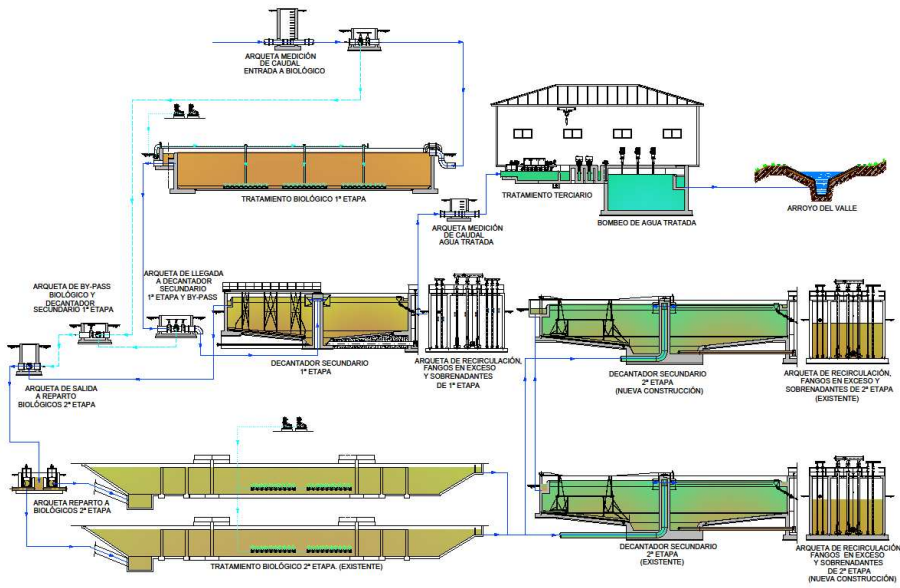 ARQUETA MEDICIÓN
DE CAUDAL
ENTRADA A BIOLÓGICO
TRATAMIENTO BIOLÓGICO 1ª ETAPA
TRATAMIENTO TERCIARIO
BOMBEO DE AGUA TRATADA
ARROYO DEL VALLE
ARQUETA MEDICIÓN
DE CAUDAL
AGUA TRATADA
ARQUETA DE BY-PASS
BIOLÓGICO Y
DECANTADOR
SECUNDARIO 1ª ETAPA
ARQUETA DE LLEGADA
A DECANTADOR
SECUNDARIO
1ª ETAPA Y BY-PASS
DECANTADOR SECUNDARIO
1ª ETAPA
ARQUETA DE RECIRCULACIÓN,
FANGOS EN EXCESO
Y SOBRENADANTES
DE 1ª ETAPA
DECANTADOR SECUNDARIO
2ª ETAPA
(NUEVA CONSTRUCCIÓN)
ARQUETA DE RECIRCULACIÓN,
FANGOS EN EXCESO Y
SOBRENADANTES DE 2ª ETAPA
(EXISTENTE)
ARQUETA DE SALIDA
A REPARTO
BIOLÓGICOS 2ª ETAPA
ARQUETA REPARTO A
BIOLÓGICOS 2ª ETAPA
TRATAMIENTO BIOLÓGICO 2ª ETAPA. (EXISTENTE)
DECANTADOR SECUNDARIO
2ª ETAPA
(EXISTENTE)
ARQUETA DE RECIRCULACIÓN,
FANGOS EN EXCESO
Y SOBRENADANTES
DE 2ª ETAPA
(NUEVA CONSTRUCCIÓN)